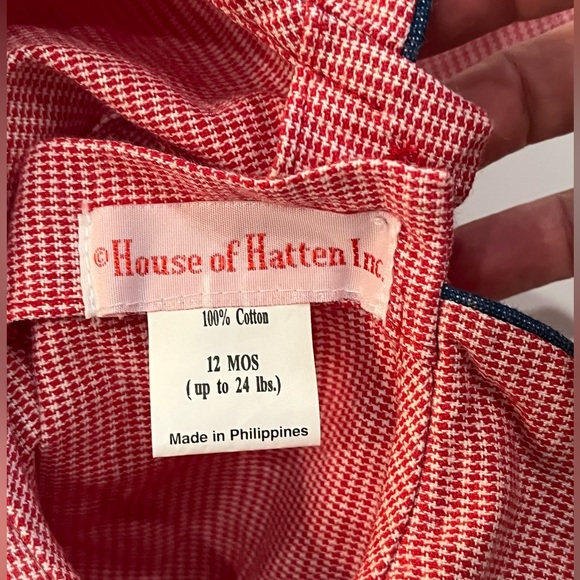 © House of Hatten Inc.
100% Cotton
12 MOS
( up to 24 lbs.)
Made in Philippines